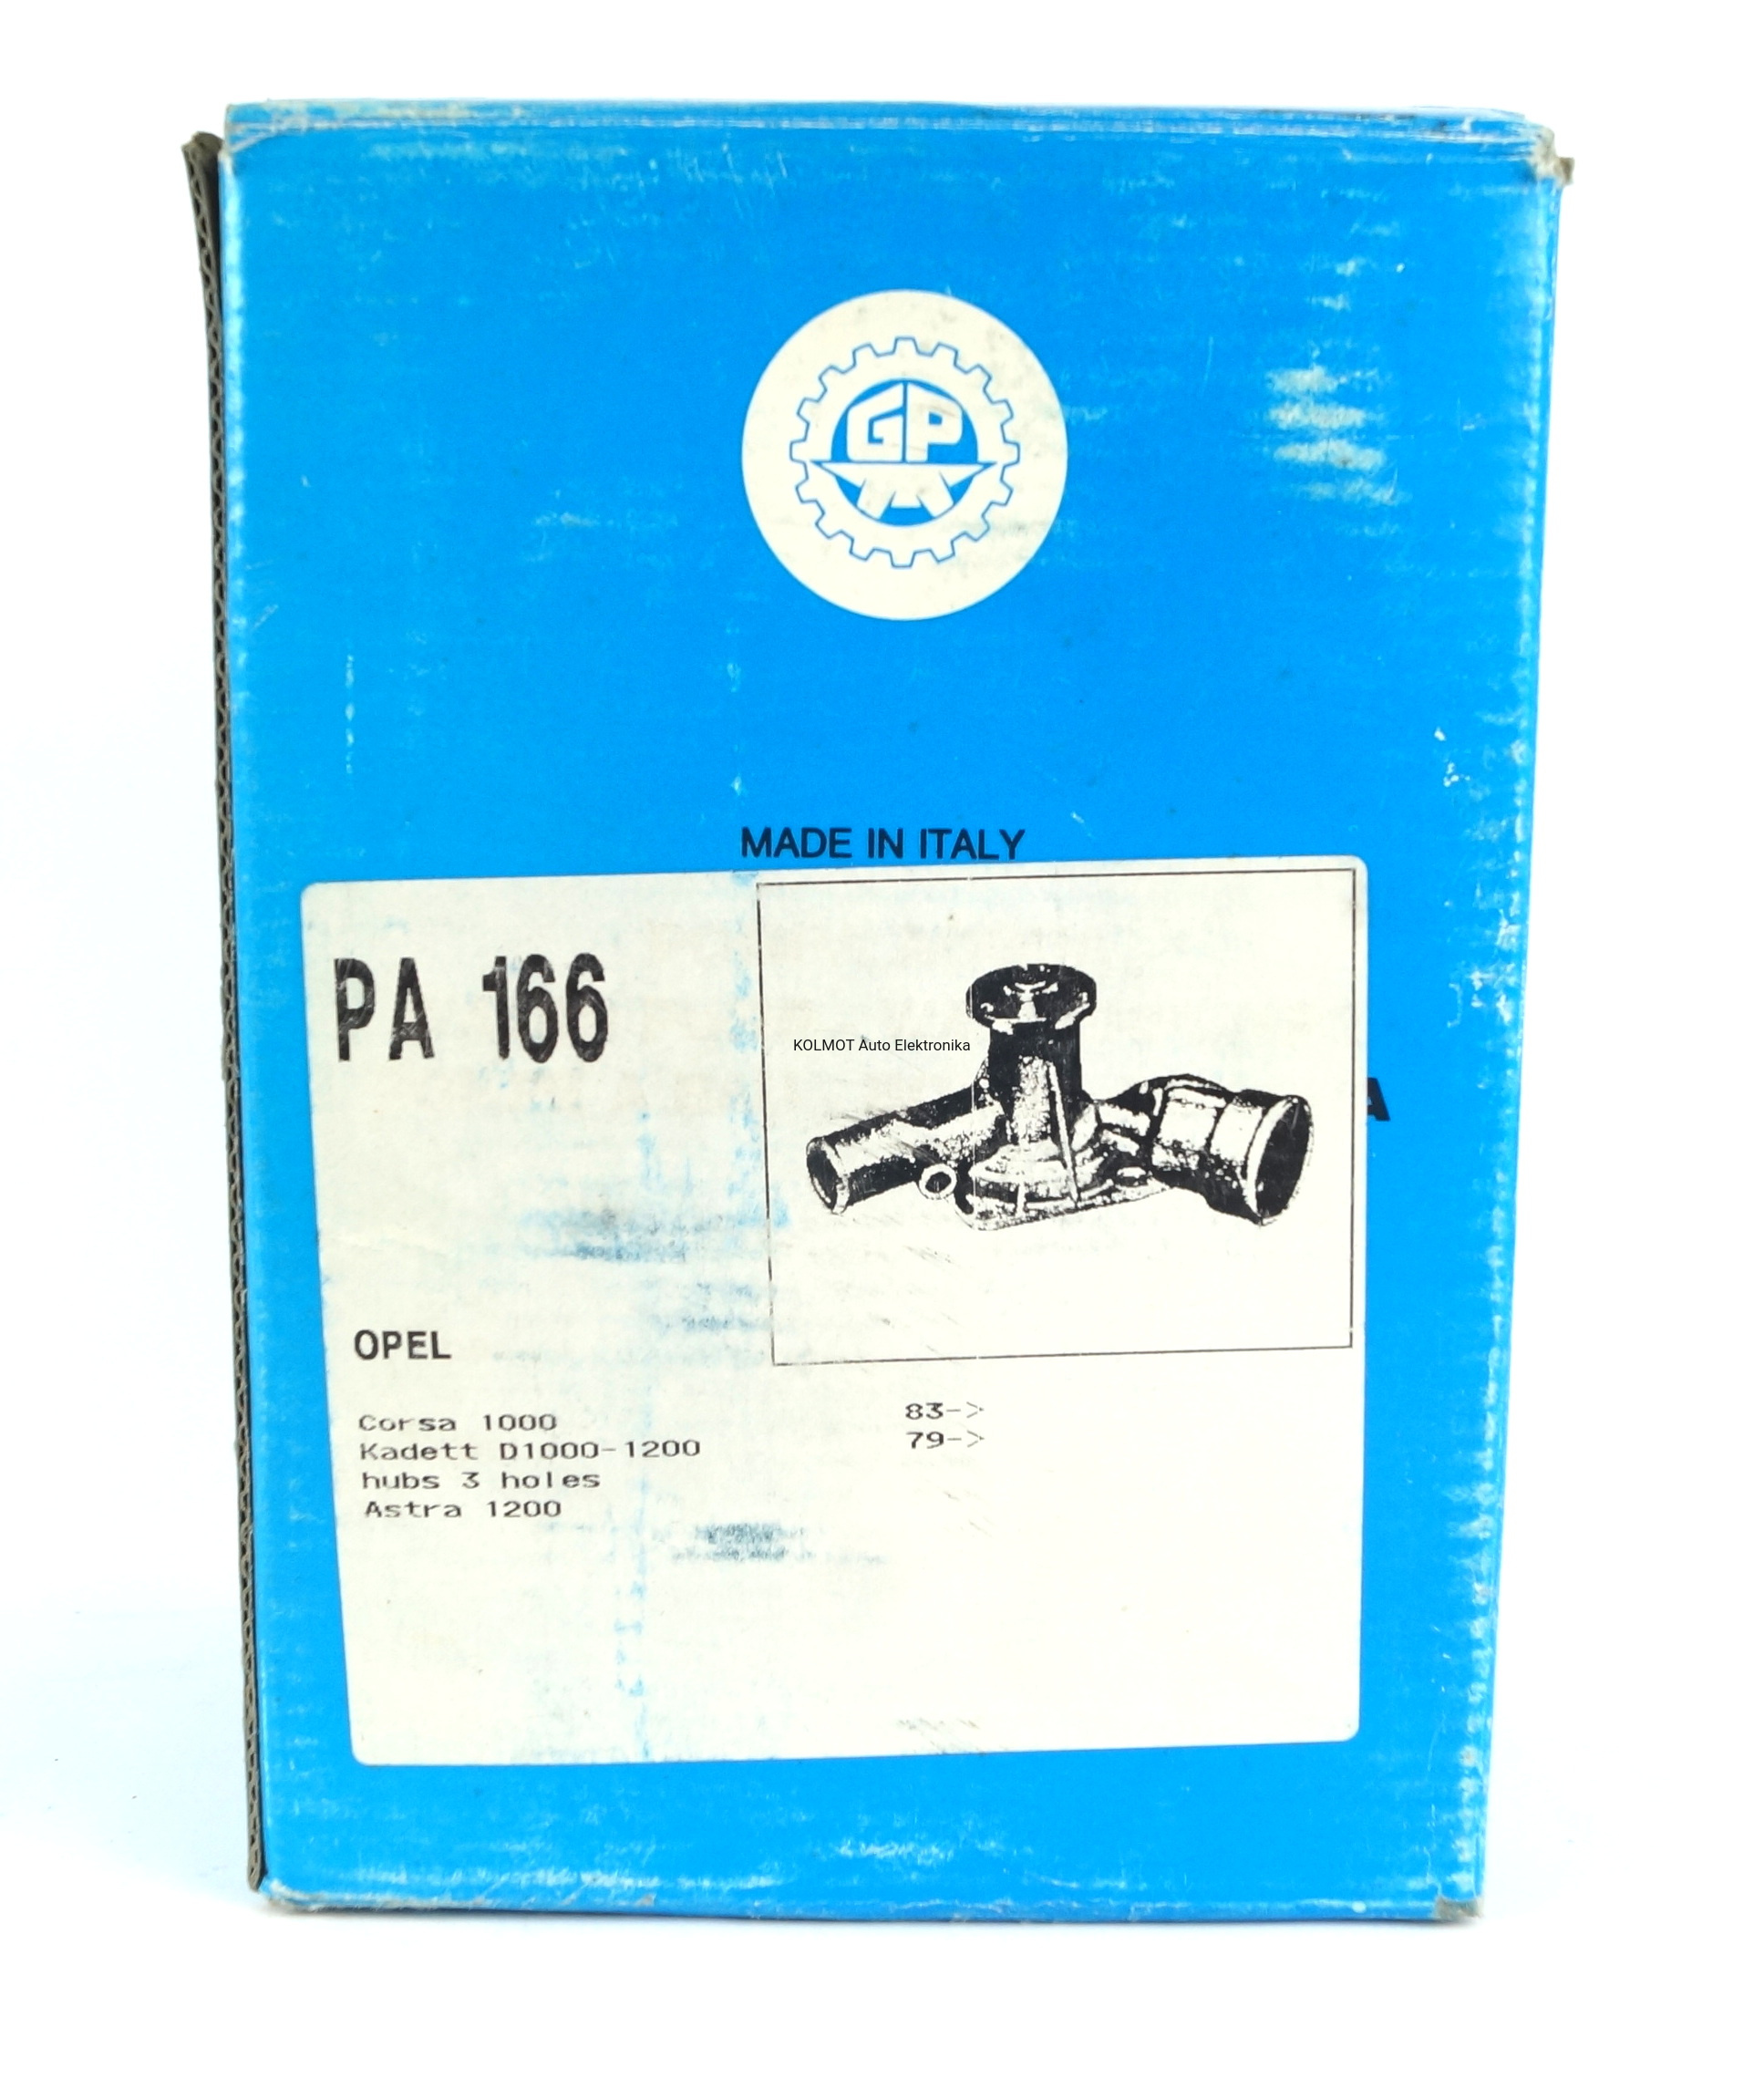 GP
MADE IN ITALY
PA 166
KOLMOT Auto Elektronika
A
OPEL
Corsa 1000 83->
Kadett D1000-1200 79->
hubs 3 holes
Astra 1200